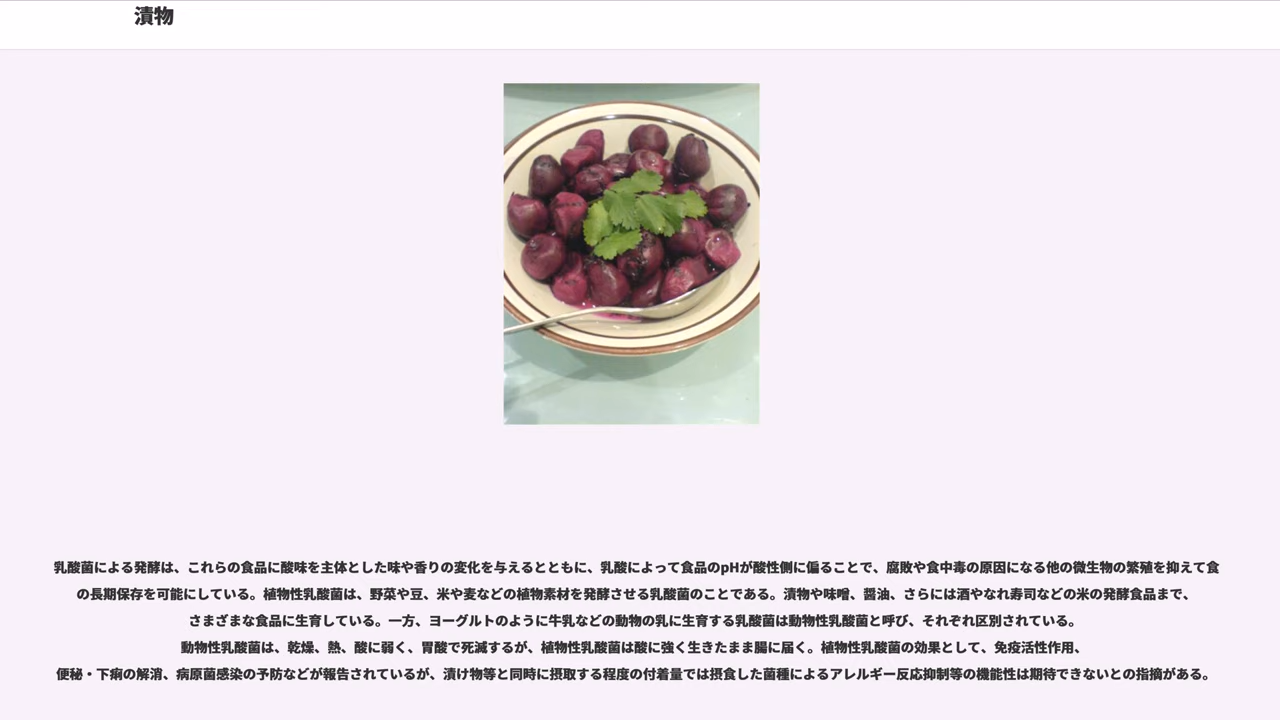 漬物
乳酸菌による発酵は、これらの食品に酸味を主体とした味や香りの変化を与えるとともに、乳酸によって食品のpHが酸性側に偏ることで、腐敗や食中毒の原因になる他の微生物の繁殖を抑えて食
の長期保存を可能にしている。植物性乳酸菌は、野菜や豆、米や麦などの植物素材を発酵させる乳酸菌のことである。漬物や味噌、醤油、さらには酒やなれ寿司などの米の発酵食品まで、
さまざまな食品に生育している。一方、ヨーグルトのように牛乳などの動物の乳に生育する乳酸菌は動物性乳酸菌と呼び、それぞれ区別されている。
動物性乳酸菌は、乾燥、熱、酸に弱く、胃酸で死滅するが、植物性乳酸菌は酸に強く生きたまま腸に届く。植物性乳酸菌の効果として、免疫活性作用、
便秘・下痢の解消、病原菌感染の予防などが報告されているが、漬け物等と同時に摂取する程度の付着量では摂食した菌種によるアレルギー反応抑制等の機能性は期待できないとの指摘がある。